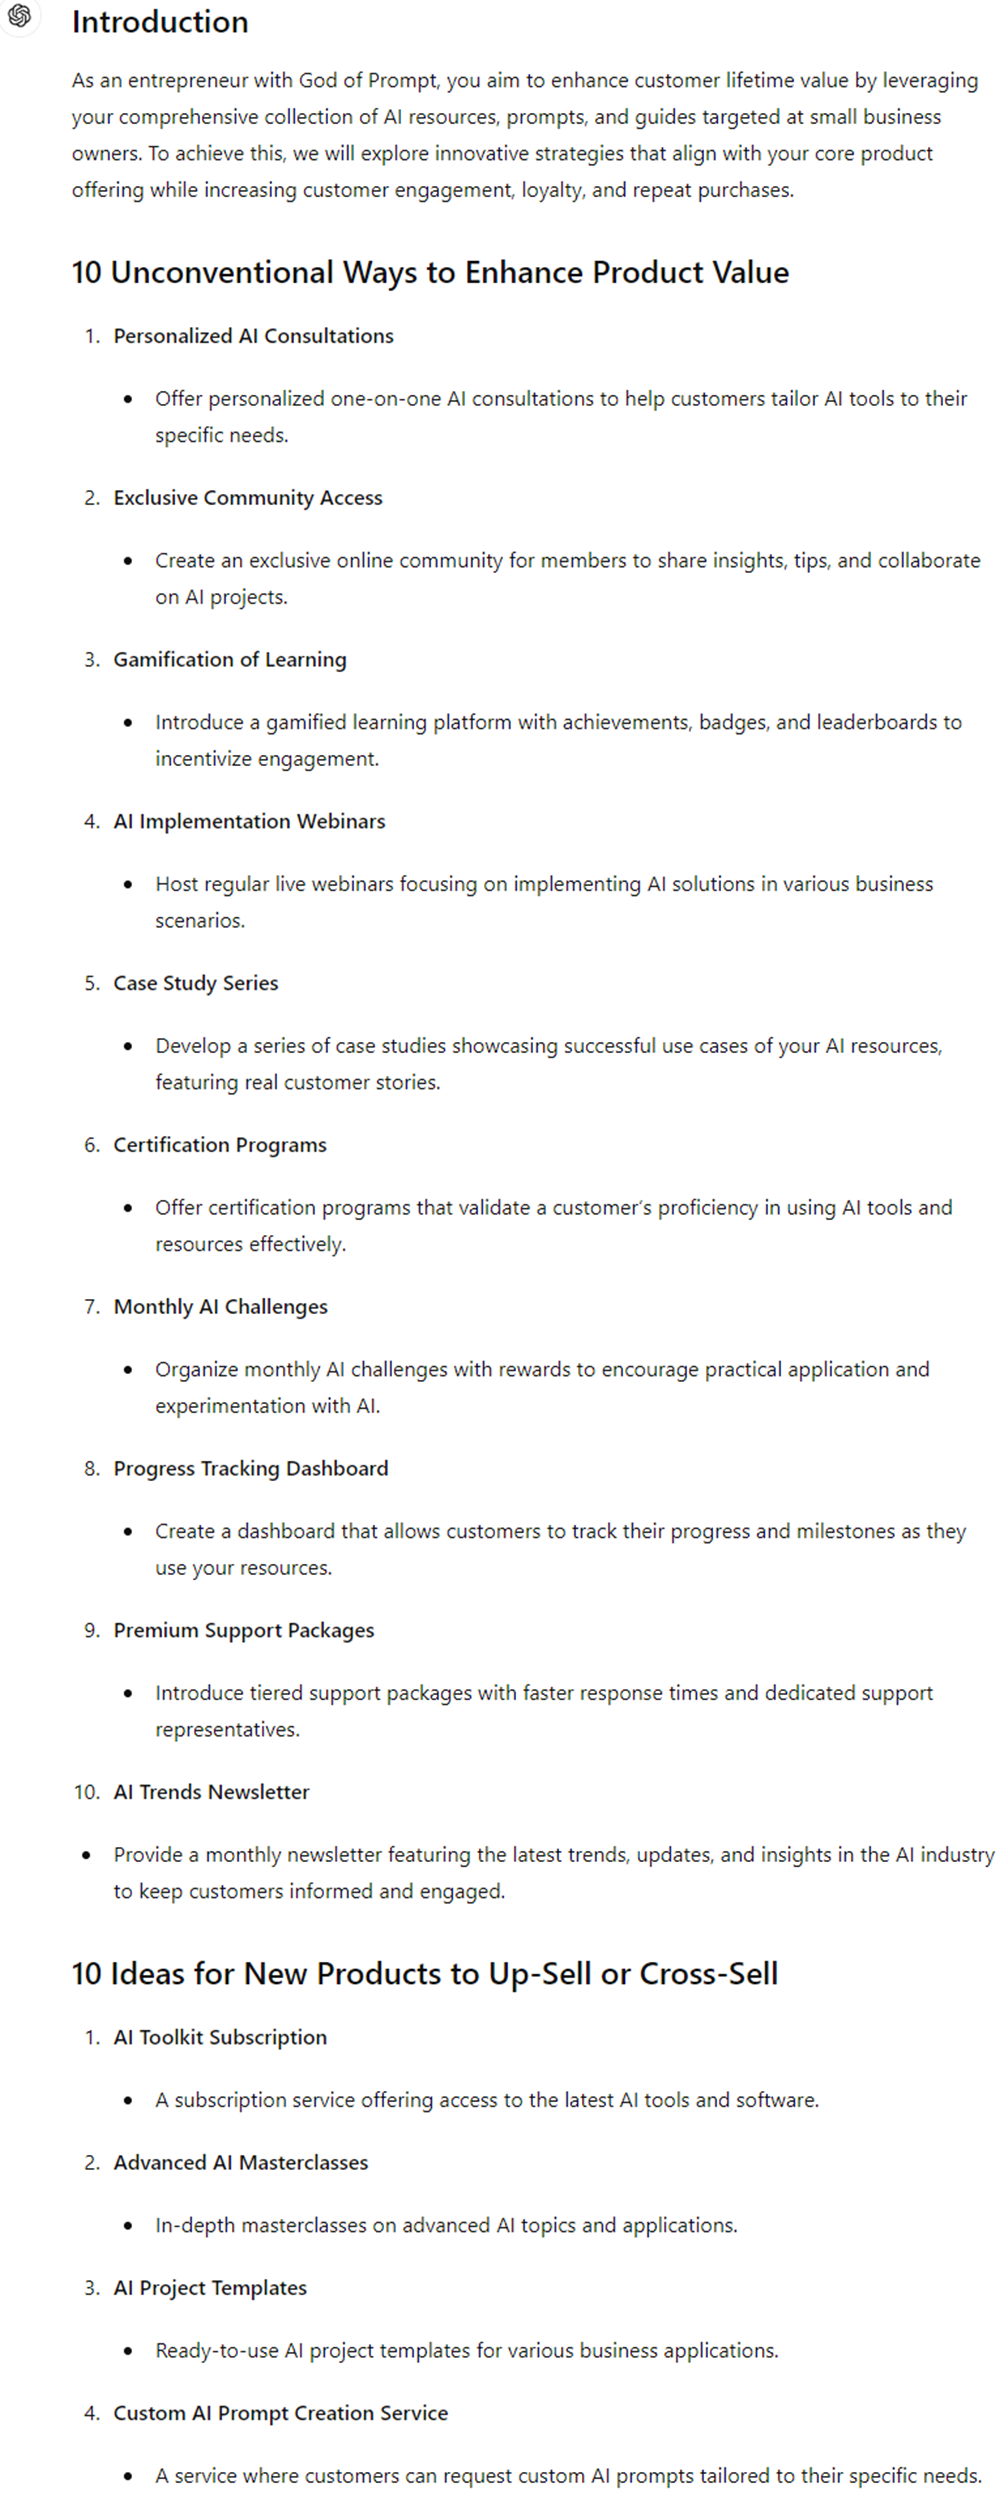 Introduction
As an entrepreneur with God of Prompt, you aim to enhance customer lifetime value by leveraging
your comprehensive collection of AI resources, prompts, and guides targeted at small business
owners. To achieve this, we will explore innovative strategies that align with your core product
offering while increasing customer engagement, loyalty, and repeat purchases.
10 Unconventional Ways to Enhance Product Value
1. Personalized AI Consultations
• Offer personalized one-on-one AI consultations to help customers tailor AI tools to their
specific needs.
2. Exclusive Community Access
• Create an exclusive online community for members to share insights, tips, and collaborate
on AI projects.
3. Gamification of Learning
• Introduce a gamified learning platform with achievements, badges, and leaderboards to
incentivize engagement.
4. AI Implementation Webinars
• Host regular live webinars focusing on implementing AI solutions in various business
scenarios.
5. Case Study Series
• Develop a series of case studies showcasing successful use cases of your AI resources,
featuring real customer stories.
6. Certification Programs
• Offer certification programs that validate a customer's proficiency in using AI tools and
resources effectively.
7. Monthly AI Challenges
• Organize monthly AI challenges with rewards to encourage practical application and
experimentation with AI.
8. Progress Tracking Dashboard
• Create a dashboard that allows customers to track their progress and milestones as they
use your resources.
9. Premium Support Packages
• Introduce tiered support packages with faster response times and dedicated support
representatives.
10. AI Trends Newsletter
• Provide a monthly newsletter featuring the latest trends, updates, and insights in the AI industry
to keep customers informed and engaged.
10 Ideas for New Products to Up-Sell or Cross-Sell
1. AI Toolkit Subscription
• A subscription service offering access to the latest AI tools and software.
2. Advanced AI Masterclasses
• In-depth masterclasses on advanced AI topics and applications.
3. AI Project Templates
• Ready-to-use AI project templates for various business applications.
4. Custom AI Prompt Creation Service
• A service where customers can request custom AI prompts tailored to their specific needs.